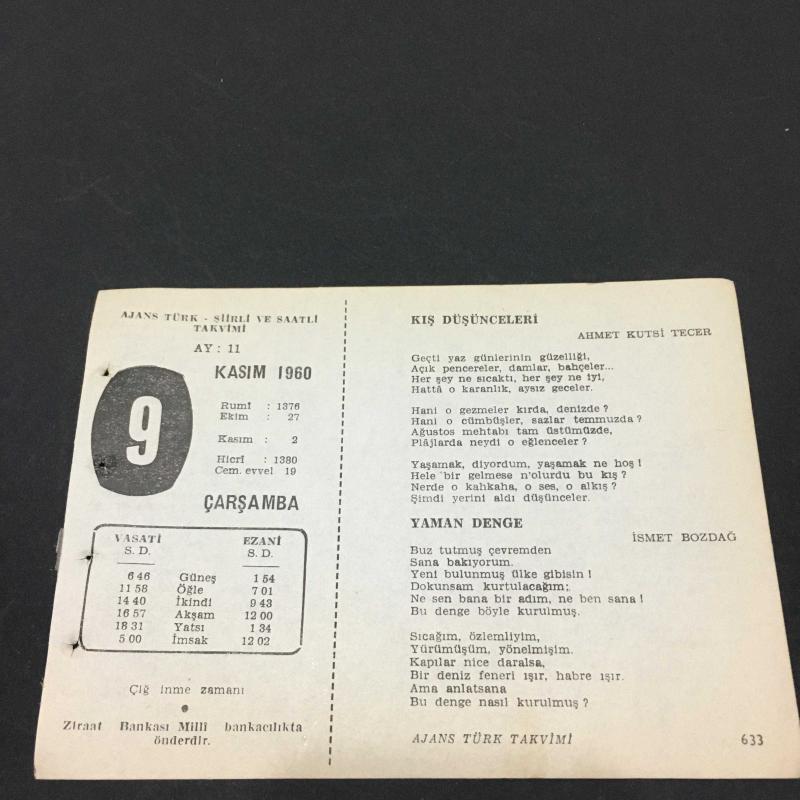 AJANS TÜRK - ŞİİRLİ VE SAATLİ
TAKVİMİ
AY : 11
KASIM 1960
9
Rumî : 1376
Ekim : 27
Kasım : 2
Hicrî : 1380
Cem. evvel 19
ÇARŞAMBA
VASATİ EZANİ
S. D. S. D.
6 46 Güneş 1 54
11 58 Öğle 7 01
14 40 İkindi 9 43
16 57 Akşam 12 00
18 31 Yatsı 1 34
5 00 İmsak 12 02
Çiğ inme zamanı
Ziraat Bankası Millî bankacılıkta
önderdir.
KIŞ DÜŞÜNCELERİ
AHMET KUTSİ TECER
Geçti yaz günlerinin güzelliği,
Açık pencereler, damlar, bahçeler...
Her şey ne sıcaktı, her şey ne iyi,
Hattâ o karanlık, aysız geceler.
Hani o gezmeler kırda, denizde ?
Hani o cümbüşler, sazlar temmuzda ?
Ağustos mehtabı tam üstümüzde,
Plâjlarda neydi o eğlenceler ?
Yaşamak, diyordum, yaşamak ne hoş !
Hele bir gelmese n'olurdu bu kış ?
Nerde o kahkaha, o ses, o alkış ?
Şimdi yerini aldı düşünceler.
YAMAN DENGE
İSMET BOZDAĞ
Buz tutmuş çevremden
Sana bakıyorum.
Yeni bulunmuş ülke gibisin !
Dokunsam kurtulacağım;
Ne sen bana bir adım, ne ben sana !
Bu denge böyle kurulmuş.
Sıcağım, özlemliyim,
Yürümüşüm, yönelmişim.
Kapılar nice daralsa,
Bir deniz feneri ışır, habre ışır.
Ama anlatsana
Bu denge nasıl kurulmuş ?
AJANS TÜRK TAKVİMİ 633